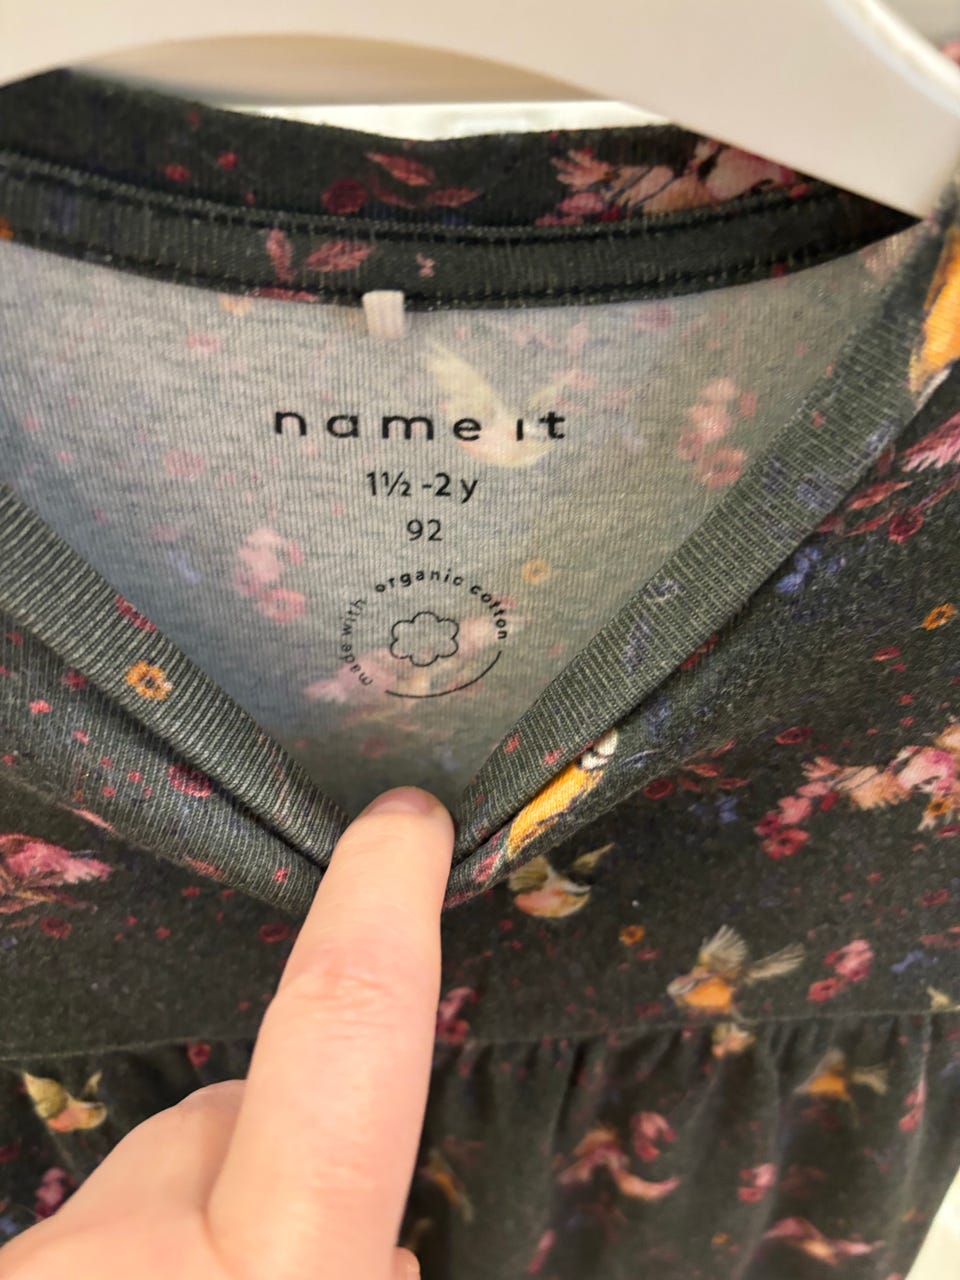 name it
1½ -2 y
92
made with organic cotton